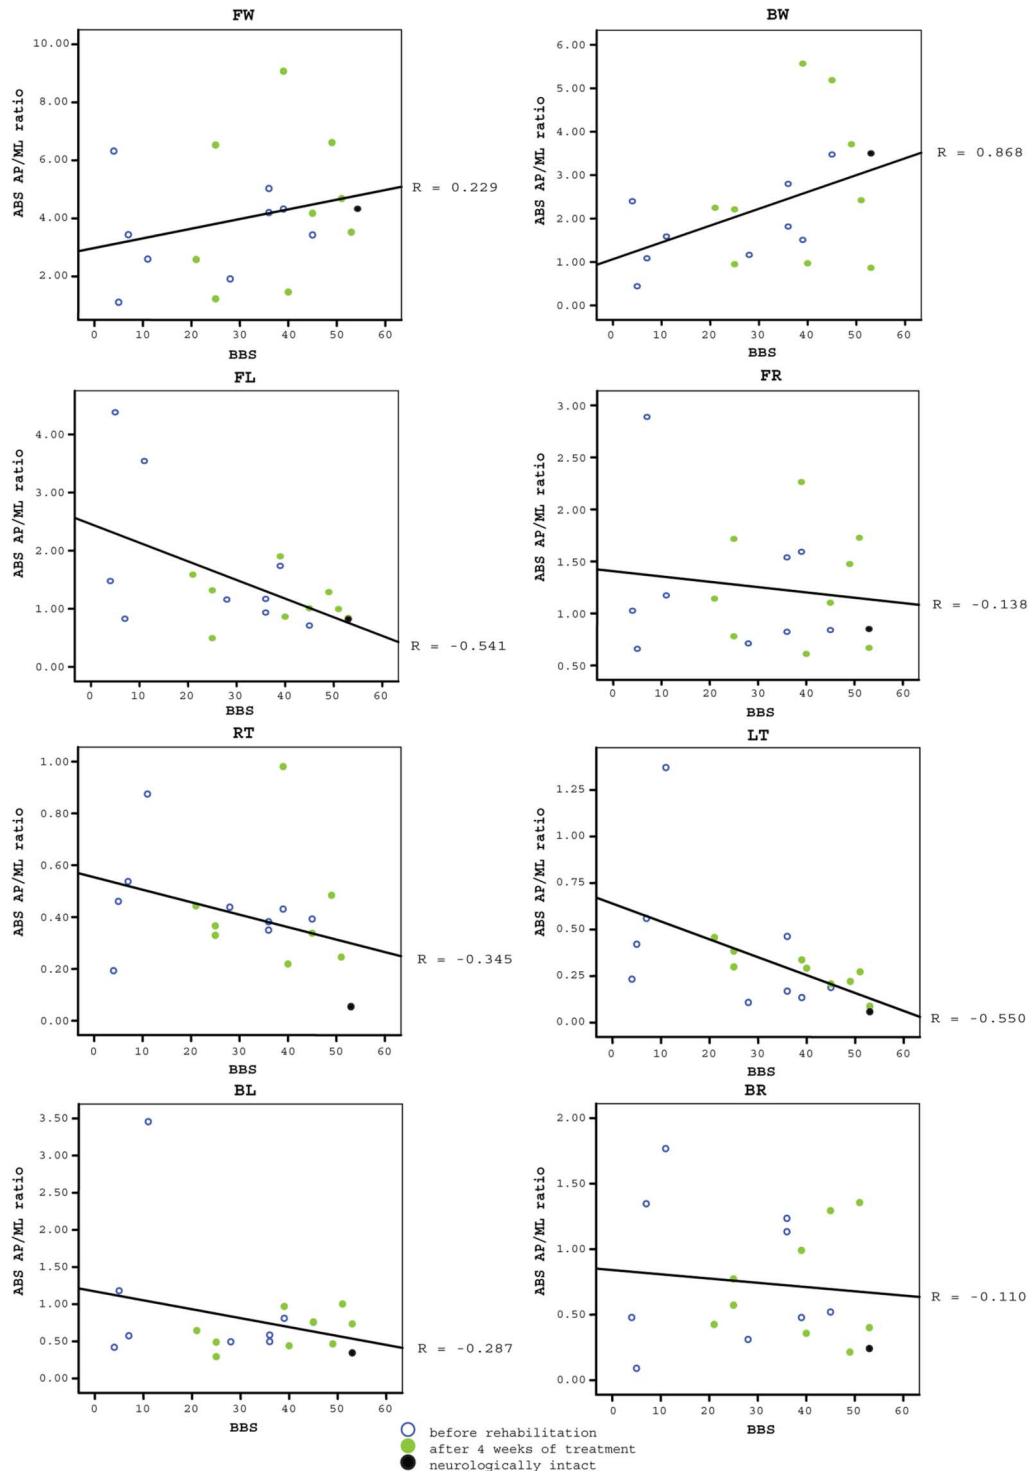 FW
ABS AP/ML ratio
10.00
8.00
6.00
4.00
2.00
0 10 20 30 40 50 60
BBS
R = 0.229
BW
ABS AP/ML ratio
6.00
5.00
4.00
3.00
2.00
1.00
0.00
0 10 20 30 40 50 60
BBS
R = 0.868
FL
ABS AP/ML ratio
4.00
3.00
2.00
1.00
0.00
0 10 20 30 40 50 60
BBS
R = -0.541
FR
ABS AP/ML ratio
3.00
2.50
2.00
1.50
1.00
0.50
0 10 20 30 40 50 60
BBS
R = -0.138
RT
ABS AP/ML ratio
1.00
0.80
0.60
0.40
0.20
0.00
0 10 20 30 40 50 60
BBS
R = -0.345
LT
ABS AP/ML ratio
1.25
1.00
0.75
0.50
0.25
0.00
0 10 20 30 40 50 60
BBS
R = -0.550
BL
ABS AP/ML ratio
3.50
3.00
2.50
2.00
1.50
1.00
0.50
0.00
0 10 20 30 40 50 60
BBS
R = -0.287
BR
ABS AP/ML ratio
2.00
1.50
1.00
0.50
0.00
0 10 20 30 40 50 60
BBS
R = -0.110
before rehabilitation
after 4 weeks of treatment
neurologically intact